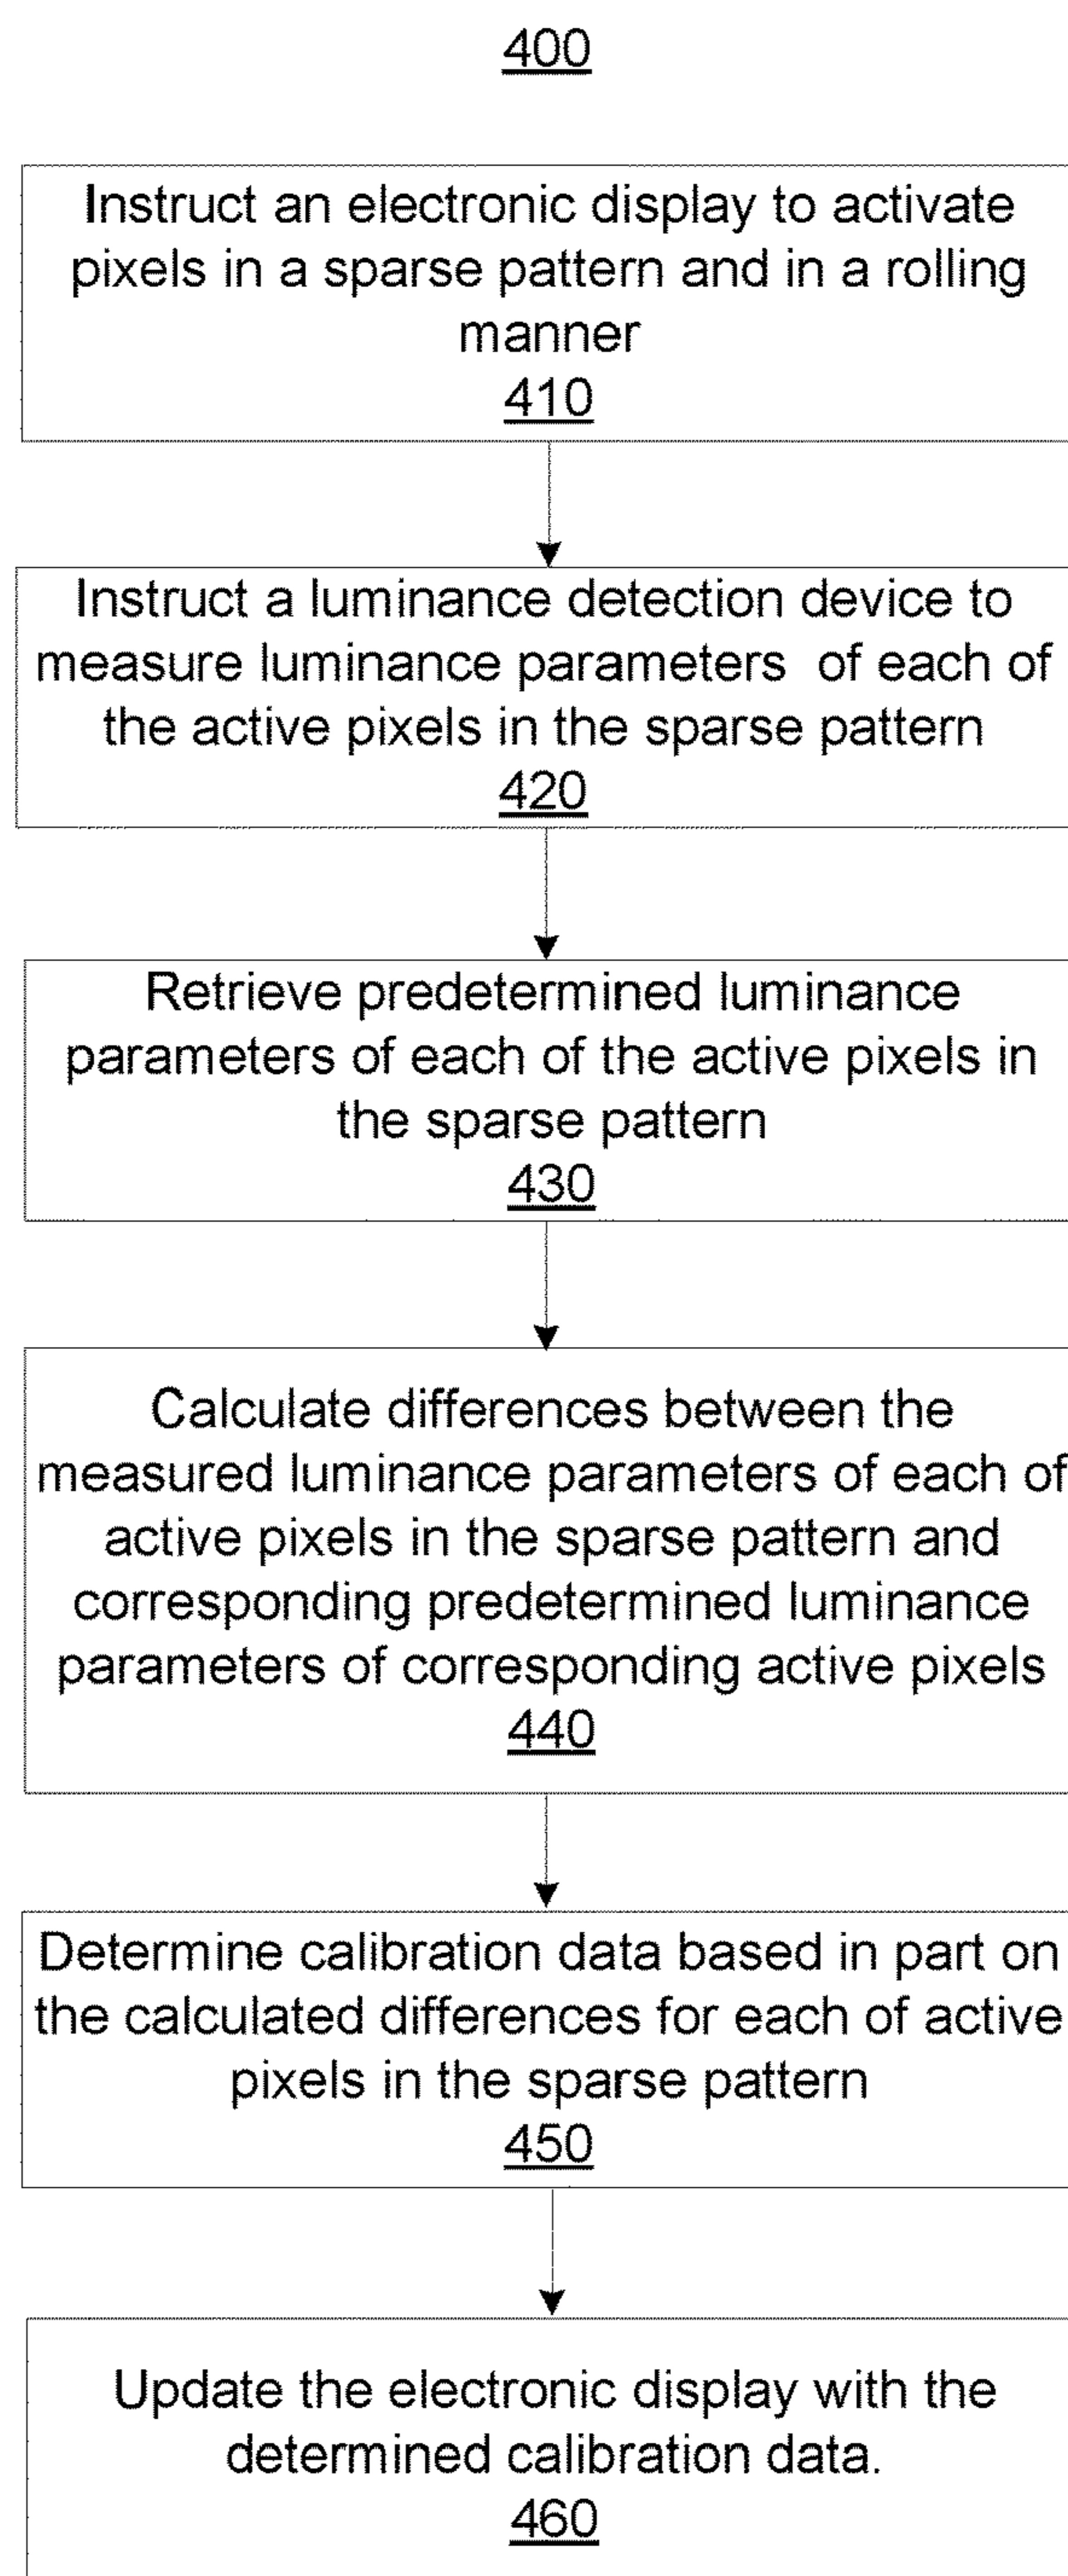 400
Instruct an electronic display to activate
pixels in a sparse pattern and in a rolling
manner
410
Instruct a luminance detection device to
measure luminance parameters of each of
the active pixels in the sparse pattern
420
Retrieve predetermined luminance
parameters of each of the active pixels in
the sparse pattern
430
Calculate differences between the
measured luminance parameters of each of
active pixels in the sparse pattern and
corresponding predetermined luminance
parameters of corresponding active pixels
440
Determine calibration data based in part on
the calculated differences for each of active
pixels in the sparse pattern
450
Update the electronic display with the
determined calibration data.
460